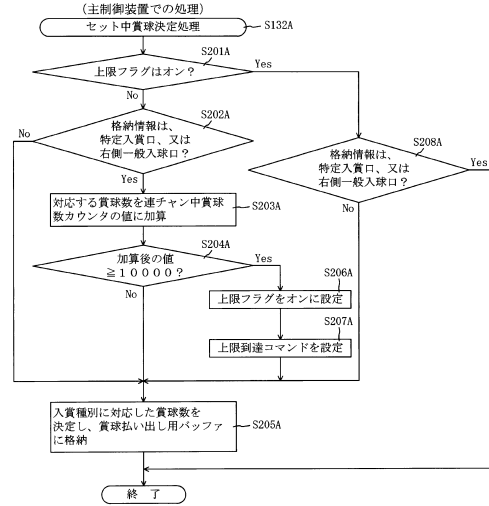 (主制御装置での処理)
セット中賞球決定処理
S132A
S201A
上限フラグはオン？
Yes
No
S202A
格納情報は、
特定入賞口、又は
右側一般入球口？
No
Yes
S208A
格納情報は、
特定入賞口、又は
右側一般入球口？
Yes
No
対応する賞球数を連チャン中賞球
数カウンタの値に加算
S203A
S204A
加算後の値
≧１００００？
Yes
No
S206A
上限フラグをオンに設定
S207A
上限到達コマンドを設定
入賞種別に対応した賞球数を
決定し、賞球払い出し用バッファ
に格納
S205A
終 了